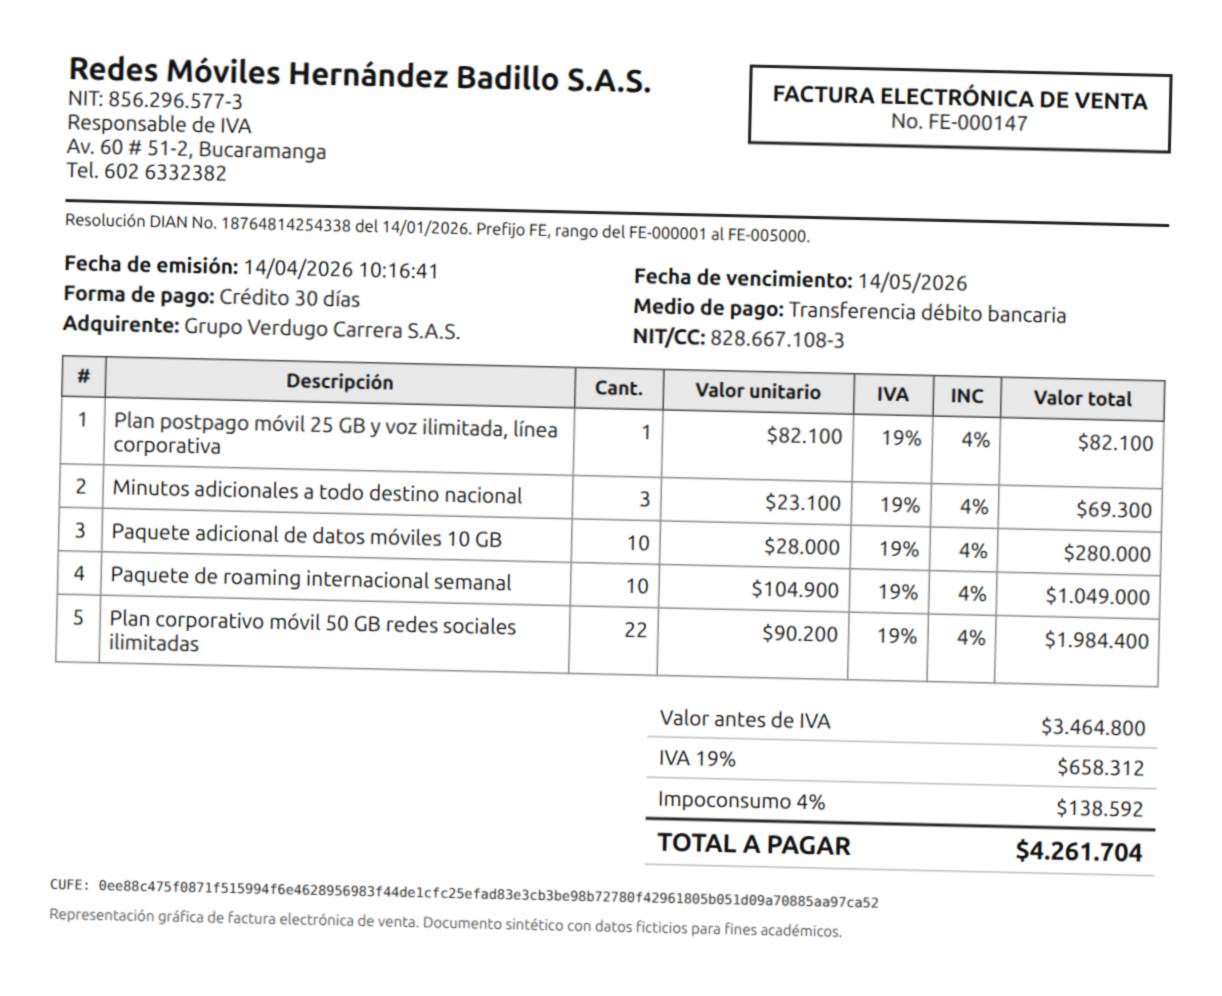 Redes Móviles Hernández Badillo S.A.S.
NIT: 856.296.577-3
Responsable de IVA
Av. 60 # 51-2, Bucaramanga
Tel. 602 6332382
FACTURA ELECTRÓNICA DE VENTA
No. FE-000147
Resolución DIAN No. 18764814254338 del 14/01/2026. Prefijo FE, rango del FE-000001 al FE-005000.
Fecha de emisión: 14/04/2026 10:16:41
Forma de pago: Crédito 30 días
Adquirente: Grupo Verdugo Carrera S.A.S.
Fecha de vencimiento: 14/05/2026
Medio de pago: Transferencia débito bancaria
NIT/CC: 828.667.108-3
# Descripción Cant. Valor unitario IVA INC Valor total
1 Plan postpago móvil 25 GB y voz ilimitada, línea 1 $82.100 19% 4% $82.100
corporativa
2 Minutos adicionales a todo destino nacional 3 $23.100 19% 4% $69.300
3 Paquete adicional de datos móviles 10 GB 10 $28.000 19% 4% $280.000
4 Paquete de roaming internacional semanal 10 $104.900 19% 4% $1.049.000
5 Plan corporativo móvil 50 GB redes sociales 22 $90.200 19% 4% $1.984.400
ilimitadas
Valor antes de IVA $3.464.800
IVA 19% $658.312
Impoconsumo 4% $138.592
TOTAL A PAGAR $4.261.704
CUFE: 0ee88c475f0871f515994f6e4628956983f44de1cfc25efad83e3cb3be98b72780f42961805b051d09a70885aa97ca52
Representación gráfica de factura electrónica de venta. Documento sintético con datos ficticios para fines académicos.